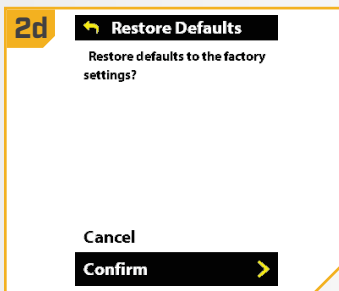 2d
Restore Defaults
Restore defaults to the factory
settings?
Cancel
Confirm